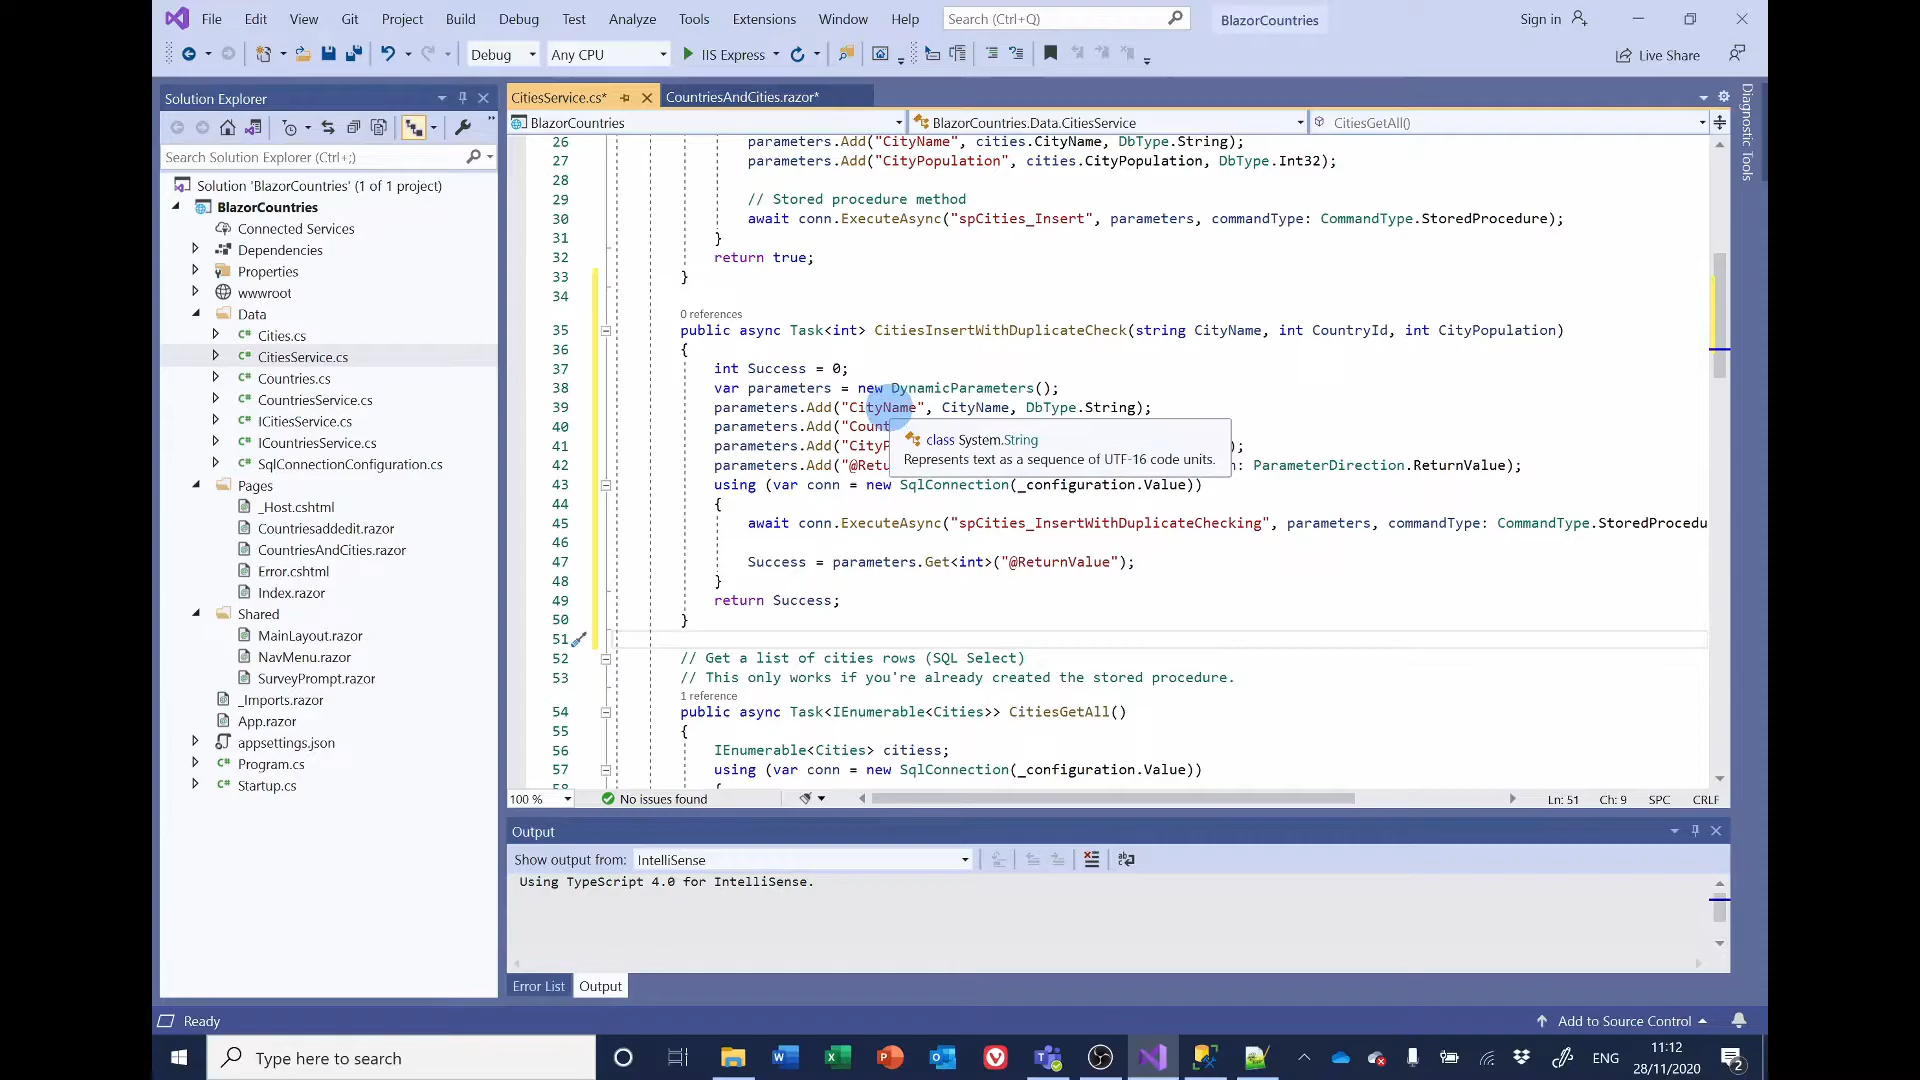 File Edit View Git Project Build Debug Test Analyze Tools Extensions Window Help Search (Ctrl+Q) BlazorCountries Sign in
Debug Any CPU IIS Express Live Share
Solution Explorer
Search Solution Explorer (Ctrl+;)
Solution 'BlazorCountries' (1 of 1 project)
BlazorCountries
Connected Services
Dependencies
Properties
wwwroot
Data
C# Cities.cs
C# CitiesService.cs
C# Countries.cs
C# CountriesService.cs
C# ICitiesService.cs
C# ICountriesService.cs
C# SqlConnectionConfiguration.cs
Pages
_Host.cshtml
Countriesaddedit.razor
CountriesAndCities.razor
Error.cshtml
Index.razor
Shared
MainLayout.razor
NavMenu.razor
SurveyPrompt.razor
_Imports.razor
App.razor
appsettings.json
C# Program.cs
C# Startup.cs
CitiesService.cs* CountriesAndCities.razor*
BlazorCountries BlazorCountries.Data.CitiesService CitiesGetAll()
26 parameters.Add("CityName", cities.CityName, DbType.String);
27 parameters.Add("CityPopulation", cities.CityPopulation, DbType.Int32);
28
29 // Stored procedure method
30 await conn.ExecuteAsync("spCities_Insert", parameters, commandType: CommandType.StoredProcedure);
31 }
32 return true;
33 }
34
0 references
35 public async Task<int> CitiesInsertWithDuplicateCheck(string CityName, int CountryId, int CityPopulation)
36 {
37 int Success = 0;
38 var parameters = new DynamicParameters();
39 parameters.Add("CityName", CityName, DbType.String);
40 parameters.Add("Count
41 parameters.Add("CityP );
42 parameters.Add("@Retu : ParameterDirection.ReturnValue);
class System.String
Represents text as a sequence of UTF-16 code units.
43 using (var conn = new SqlConnection(_configuration.Value))
44 {
45 await conn.ExecuteAsync("spCities_InsertWithDuplicateChecking", parameters, commandType: CommandType.StoredProcedu
46
47 Success = parameters.Get<int>("@ReturnValue");
48 }
49 return Success;
50 }
51
52 // Get a list of cities rows (SQL Select)
53 // This only works if you're already created the stored procedure.
1 reference
54 public async Task<IEnumerable<Cities>> CitiesGetAll()
55 {
56 IEnumerable<Cities> citiess;
57 using (var conn = new SqlConnection(_configuration.Value))
100 % No issues found Ln: 51 Ch: 9 SPC CRLF
Diagnostic Tools
Output
Show output from: IntelliSense
Using TypeScript 4.0 for IntelliSense.
Error List Output
Ready Add to Source Control
Type here to search ENG 11:12
28/11/2020 2